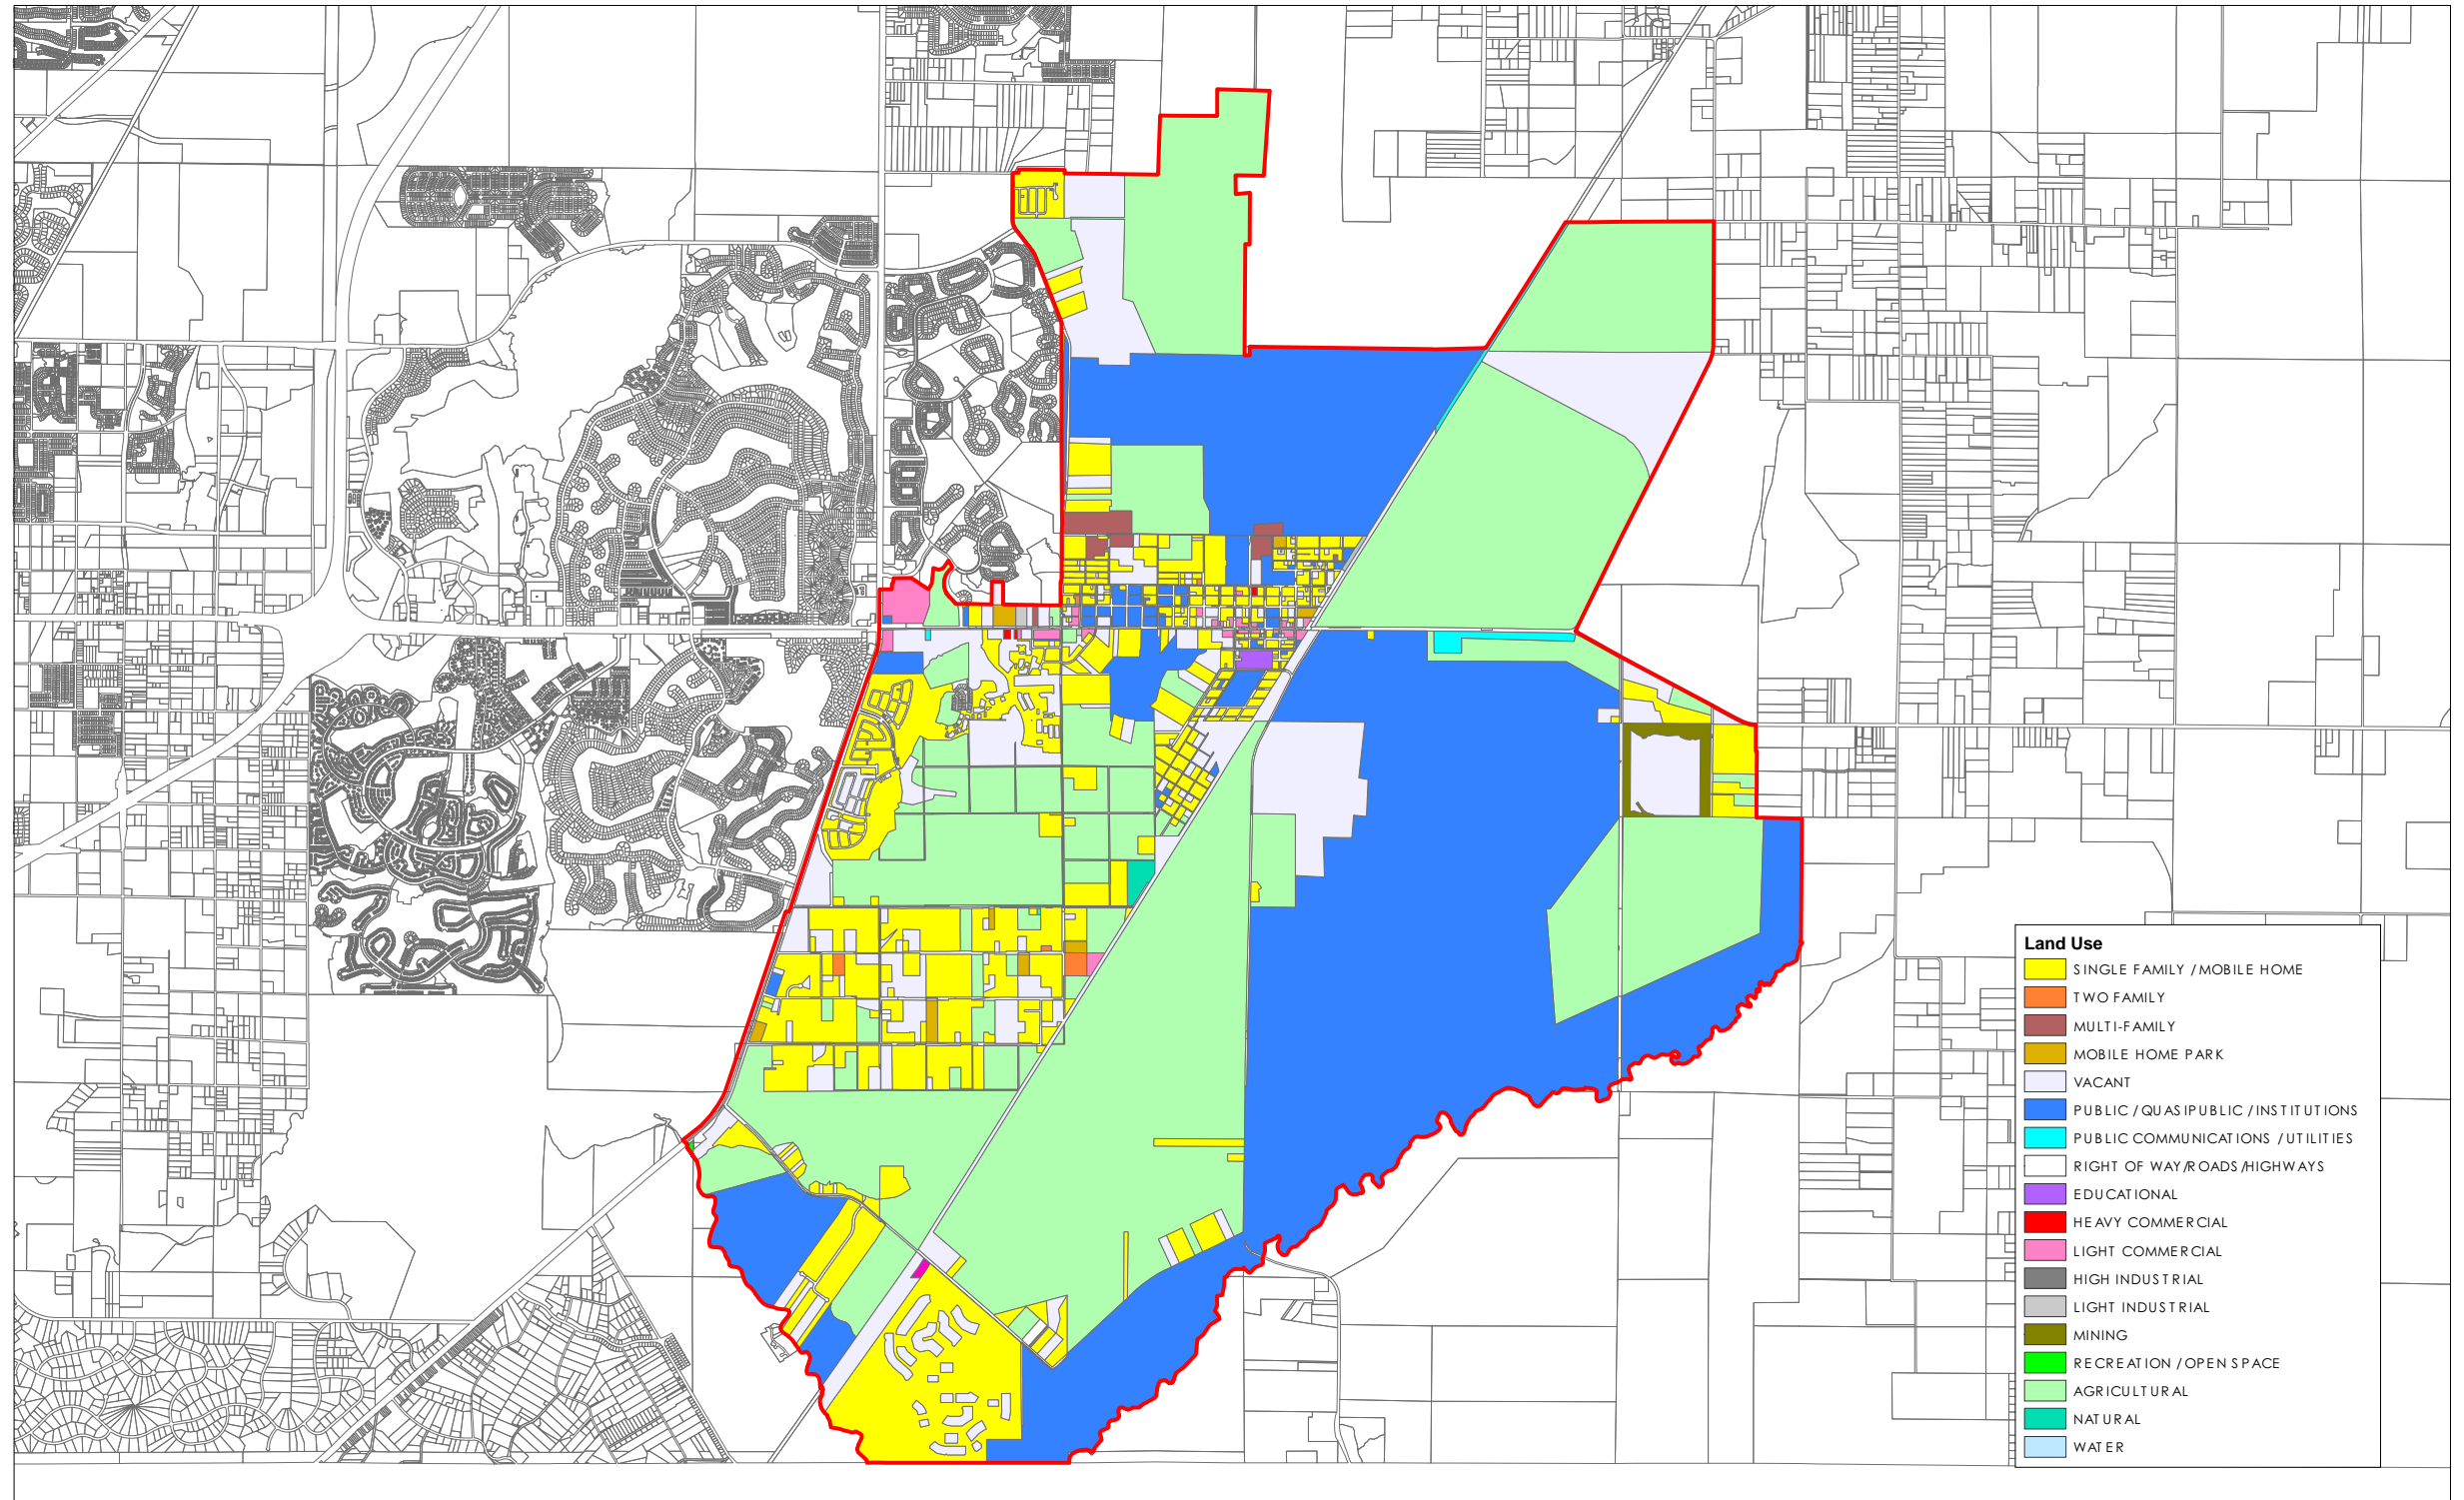 Land Use
SINGLE FAMILY / MOBILE HOME
TWO FAMILY
MULTI-FAMILY
MOBILE HOME PARK
VACANT
PUBLIC / QUASIPUBLIC / INSTITUTIONS
PUBLIC COMMUNICATIONS / UTILITIES
RIGHT OF WAY/ROADS/HIGHWAYS
EDUCATIONAL
HEAVY COMMERCIAL
LIGHT COMMERCIAL
HIGH INDUSTRIAL
LIGHT INDUSTRIAL
MINING
RECREATION / OPEN SPACE
AGRICULTURAL
NATURAL
WATER